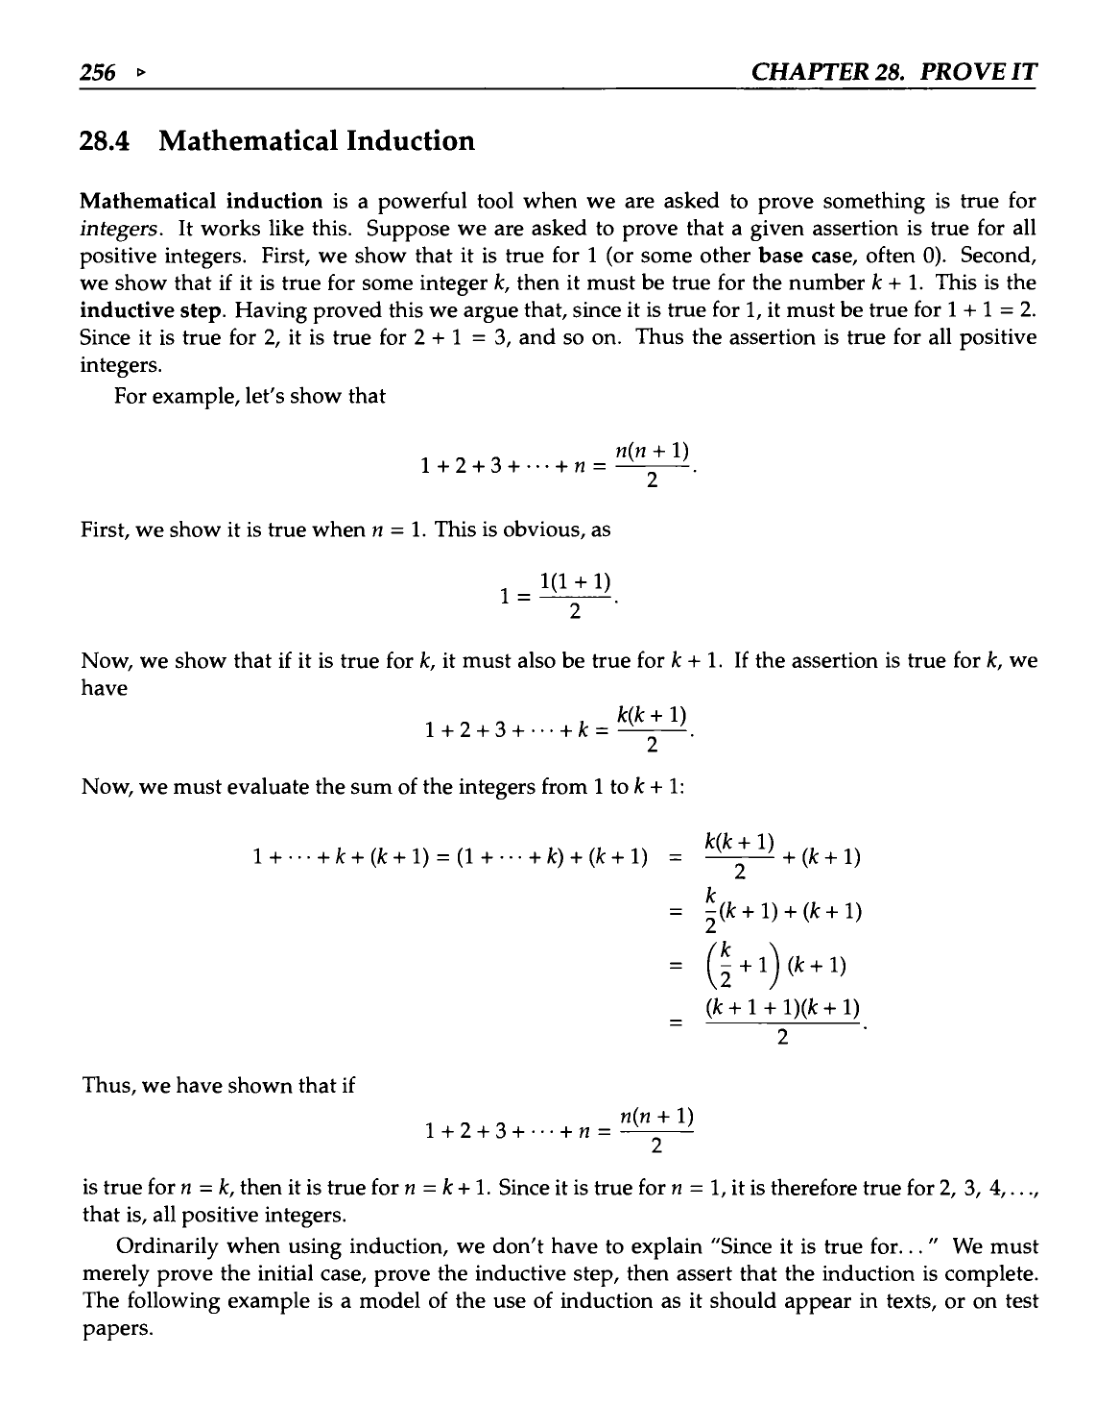 256 ▷ CHAPTER 28. PROVE IT
28.4 Mathematical Induction
Mathematical induction is a powerful tool when we are asked to prove something is true for
integers. It works like this. Suppose we are asked to prove that a given assertion is true for all
positive integers. First, we show that it is true for 1 (or some other base case, often 0). Second,
we show that if it is true for some integer k, then it must be true for the number k + 1. This is the
inductive step. Having proved this we argue that, since it is true for 1, it must be true for 1 + 1 = 2.
Since it is true for 2, it is true for 2 + 1 = 3, and so on. Thus the assertion is true for all positive
integers.
For example, let's show that
1 + 2 + 3 + ··· + n = n(n + 1)/2.
First, we show it is true when n = 1. This is obvious, as
1 = 1(1 + 1)/2.
Now, we show that if it is true for k, it must also be true for k + 1. If the assertion is true for k, we
have
1 + 2 + 3 + ··· + k = k(k + 1)/2.
Now, we must evaluate the sum of the integers from 1 to k + 1:
1 + ··· + k + (k + 1) = (1 + ··· + k) + (k + 1) = k(k + 1)/2 + (k + 1)
= k/2(k + 1) + (k + 1)
= (k/2 + 1)(k + 1)
= (k + 1 + 1)(k + 1)/2.
Thus, we have shown that if
1 + 2 + 3 + ··· + n = n(n + 1)/2
is true for n = k, then it is true for n = k + 1. Since it is true for n = 1, it is therefore true for 2, 3, 4,...,
that is, all positive integers.
Ordinarily when using induction, we don't have to explain "Since it is true for..." We must
merely prove the initial case, prove the inductive step, then assert that the induction is complete.
The following example is a model of the use of induction as it should appear in texts, or on test
papers.